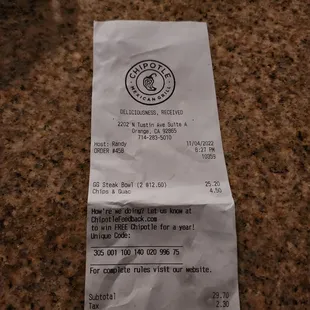 CHIPOTLE
MEXICAN GRILL
DELICIOUSNESS, RECEIVED
2202 N Tustin Ave Suite A
Orange, CA 92865
714-283-5010
Host: Randy 11/04/2022
ORDER #458 6:27 PM
10059
GG Steak Bowl (2 @12.60) 25.20
Chips & Guac 4.50
How're we doing? Let us know at
ChipotleFeedback.com
to win FREE Chipotle for a year!
Unique Code:
305 001 100 140 020 996 75
For complete rules visit our website.
Subtotal 29.70
Tax 2.30